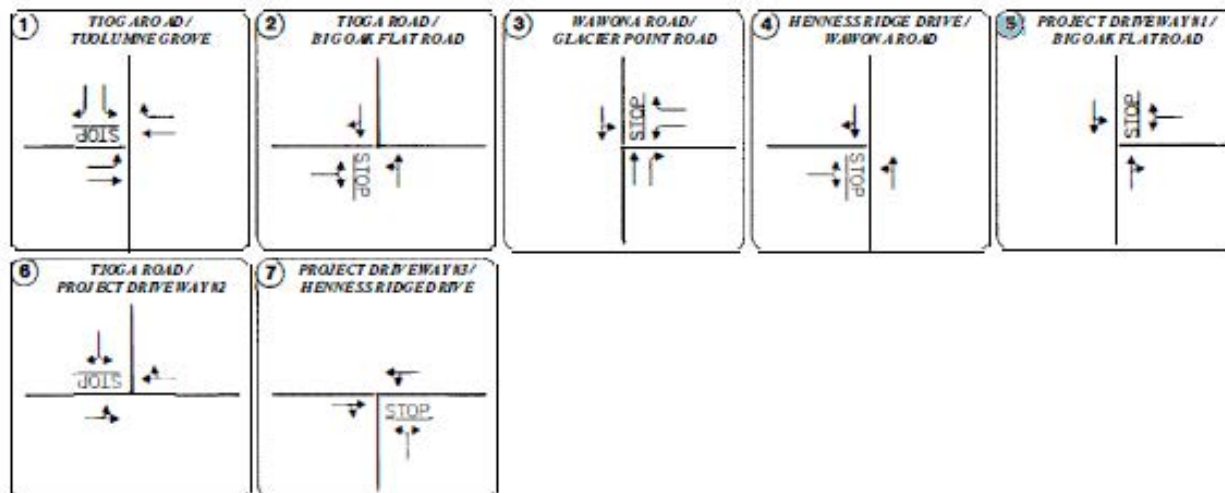 1
TIOGA ROAD /
TUOLUMNE GROVE
STOP
2
TIOGA ROAD /
BIG OAK FLAT ROAD
STOP
3
WAWONA ROAD/
GLACIER POINT ROAD
STOP
4
HENNESS RIDGE DRIVE /
WAWONA ROAD
STOP
5
PROJECT DRIVEWAY #1 /
BIG OAK FLAT ROAD
STOP
6
TIOGA ROAD /
PROJECT DRIVEWAY #2
STOP
7
PROJECT DRIVEWAY #3 /
HENNESS RIDGE DRIVE
STOP